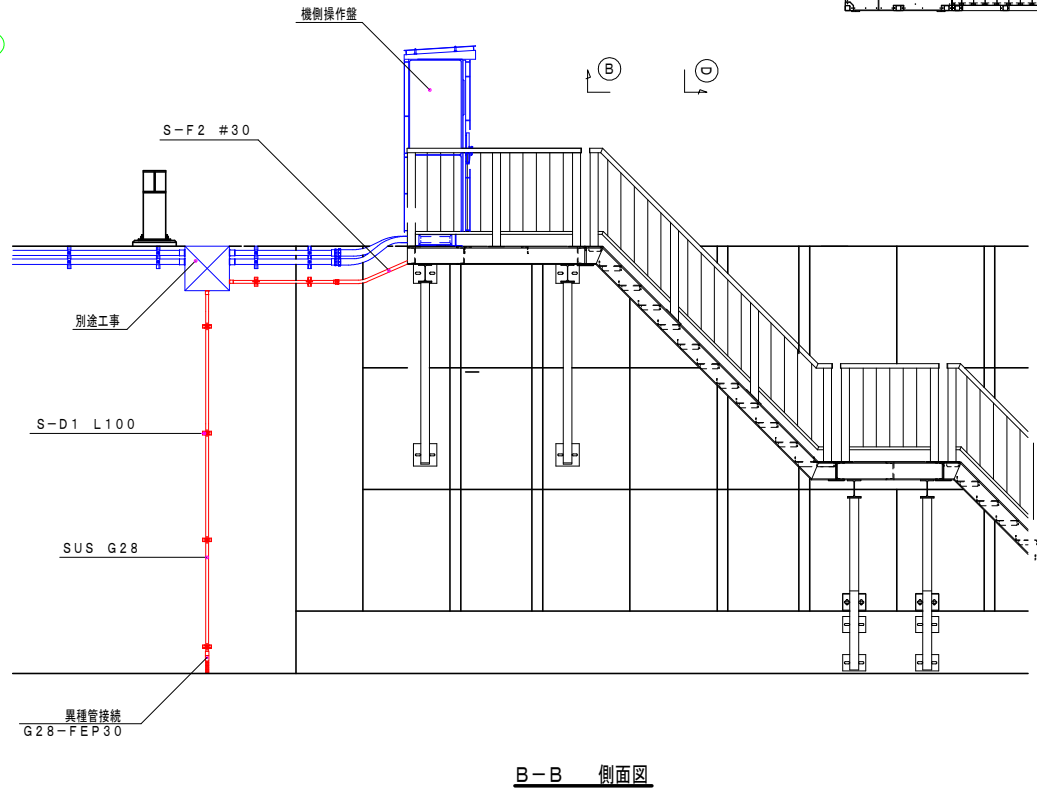 機側操作盤
B
D
S-F2 #30
別途工事
S-D1 L100
SUS G28
異種管接続
G28-FEP30
B-B 側面図